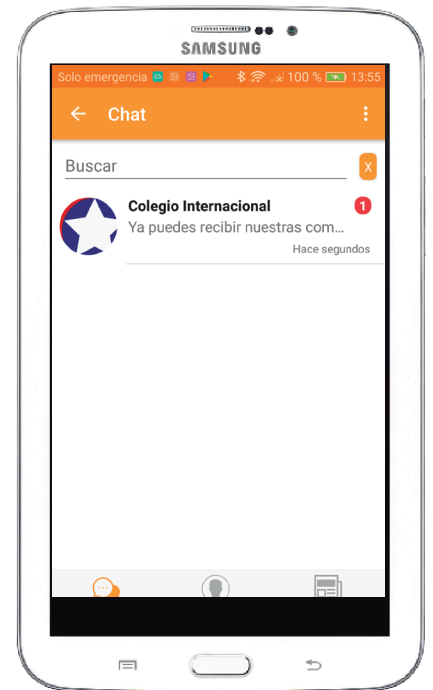 SAMSUNG
Solo emergencia 100 % 13:55
Chat
Buscar X
Colegio Internacional 1
Ya puedes recibir nuestras com...
Hace segundos